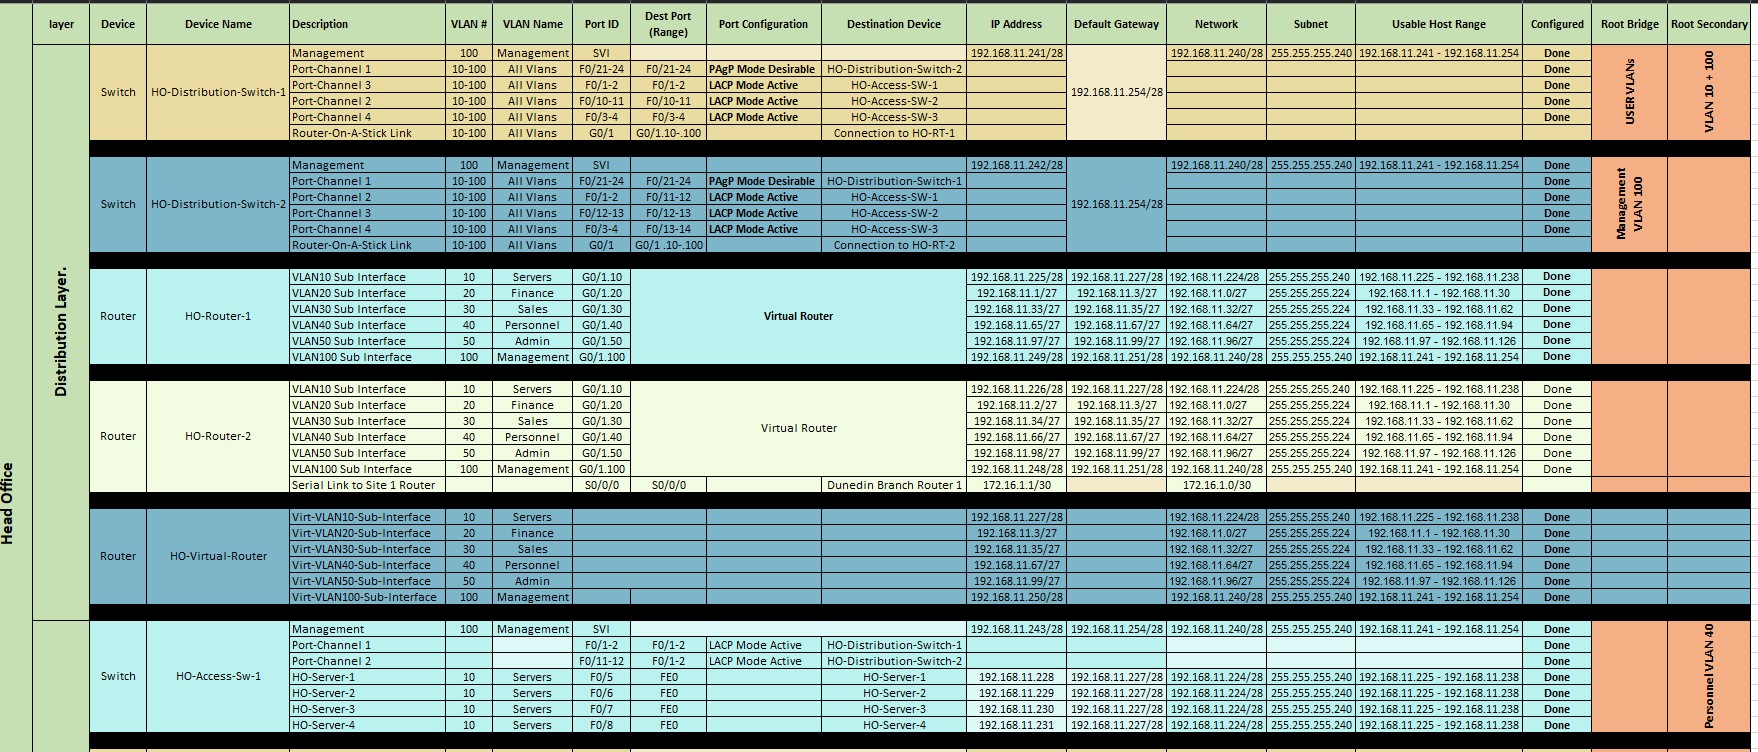 layer Device Device Name Description VLAN # VLAN Name Port ID Dest Port (Range) Port Configuration Destination Device IP Address Default Gateway Network Subnet Usable Host Range Configured Root Bridge Root Secondary
Head Office
Distribution Layer.
Switch HO-Distribution-Switch-1
Management 100 Management SVI 192.168.11.241/28 192.168.11.254/28 192.168.11.240/28 255.255.255.240 192.168.11.241 - 192.168.11.254 Done
Port-Channel 1 10-100 All Vlans F0/21-24 F0/21-24 PAgP Mode Desirable HO-Distribution-Switch-2 Done
Port-Channel 3 10-100 All Vlans F0/1-2 F0/1-2 LACP Mode Active HO-Access-SW-1 Done
Port-Channel 2 10-100 All Vlans F0/10-11 F0/10-11 LACP Mode Active HO-Access-SW-2 Done
Port-Channel 4 10-100 All Vlans F0/3-4 F0/3-4 LACP Mode Active HO-Access-SW-3 Done
Router-On-A-Stick Link 10-100 All Vlans G0/1 G0/1.10-.100 Connection to HO-RT-1
USER VLANs
VLAN 10 + 100
Switch HO-Distribution-Switch-2
Management 100 Management SVI 192.168.11.242/28 192.168.11.254/28 192.168.11.240/28 255.255.255.240 192.168.11.241 - 192.168.11.254 Done
Port-Channel 1 10-100 All Vlans F0/21-24 F0/21-24 PAgP Mode Desirable HO-Distribution-Switch-1 Done
Port-Channel 2 10-100 All Vlans F0/1-2 F0/11-12 LACP Mode Active HO-Access-SW-1 Done
Port-Channel 3 10-100 All Vlans F0/12-13 F0/12-13 LACP Mode Active HO-Access-SW-2 Done
Port-Channel 4 10-100 All Vlans F0/3-4 F0/13-14 LACP Mode Active HO-Access-SW-3 Done
Router-On-A-Stick Link 10-100 All Vlans G0/1 G0/1 .10-.100 Connection to HO-RT-2
Management
VLAN 100
Router HO-Router-1 Virtual Router
VLAN10 Sub Interface 10 Servers G0/1.10 192.168.11.225/28 192.168.11.227/28 192.168.11.224/28 255.255.255.240 192.168.11.225 - 192.168.11.238 Done
VLAN20 Sub Interface 20 Finance G0/1.20 192.168.11.1/27 192.168.11.3/27 192.168.11.0/27 255.255.255.224 192.168.11.1 - 192.168.11.30 Done
VLAN30 Sub Interface 30 Sales G0/1.30 192.168.11.33/27 192.168.11.35/27 192.168.11.32/27 255.255.255.224 192.168.11.33 - 192.168.11.62 Done
VLAN40 Sub Interface 40 Personnel G0/1.40 192.168.11.65/27 192.168.11.67/27 192.168.11.64/27 255.255.255.224 192.168.11.65 - 192.168.11.94 Done
VLAN50 Sub Interface 50 Admin G0/1.50 192.168.11.97/27 192.168.11.99/27 192.168.11.96/27 255.255.255.224 192.168.11.97 - 192.168.11.126 Done
VLAN100 Sub Interface 100 Management G0/1.100 192.168.11.249/28 192.168.11.251/28 192.168.11.240/28 255.255.255.240 192.168.11.241 - 192.168.11.254 Done
Router HO-Router-2 Virtual Router
VLAN10 Sub Interface 10 Servers G0/1.10 192.168.11.226/28 192.168.11.227/28 192.168.11.224/28 255.255.255.240 192.168.11.225 - 192.168.11.238 Done
VLAN20 Sub Interface 20 Finance G0/1.20 192.168.11.2/27 192.168.11.3/27 192.168.11.0/27 255.255.255.224 192.168.11.1 - 192.168.11.30 Done
VLAN30 Sub Interface 30 Sales G0/1.30 192.168.11.34/27 192.168.11.35/27 192.168.11.32/27 255.255.255.224 192.168.11.33 - 192.168.11.62 Done
VLAN40 Sub Interface 40 Personnel G0/1.40 192.168.11.66/27 192.168.11.67/27 192.168.11.64/27 255.255.255.224 192.168.11.65 - 192.168.11.94 Done
VLAN50 Sub Interface 50 Admin G0/1.50 192.168.11.98/27 192.168.11.99/27 192.168.11.96/27 255.255.255.224 192.168.11.97 - 192.168.11.126 Done
VLAN100 Sub Interface 100 Management G0/1.100 192.168.11.248/28 192.168.11.251/28 192.168.11.240/28 255.255.255.240 192.168.11.241 - 192.168.11.254 Done
Serial Link to Site 1 Router S0/0/0 S0/0/0 Dunedin Branch Router 1 172.16.1.1/30 172.16.1.0/30
Router HO-Virtual-Router
Virt-VLAN10-Sub-Interface 10 Servers 192.168.11.227/28 192.168.11.224/28 255.255.255.240 192.168.11.225 - 192.168.11.238 Done
Virt-VLAN20-Sub-Interface 20 Finance 192.168.11.3/27 192.168.11.0/27 255.255.255.224 192.168.11.1 - 192.168.11.30 Done
Virt-VLAN30-Sub-Interface 30 Sales 192.168.11.35/27 192.168.11.32/27 255.255.255.224 192.168.11.33 - 192.168.11.62 Done
Virt-VLAN40-Sub-Interface 40 Personnel 192.168.11.67/27 192.168.11.64/27 255.255.255.224 192.168.11.65 - 192.168.11.94 Done
Virt-VLAN50-Sub-Interface 50 Admin 192.168.11.99/27 192.168.11.96/27 255.255.255.224 192.168.11.97 - 192.168.11.126 Done
Virt-VLAN100-Sub-Interface 100 Management 192.168.11.250/28 192.168.11.240/28 255.255.255.240 192.168.11.241 - 192.168.11.254 Done
Switch HO-Access-Sw-1
Management 100 Management SVI 192.168.11.243/28 192.168.11.254/28 192.168.11.240/28 255.255.255.240 192.168.11.241 - 192.168.11.254 Done
Port-Channel 1 F0/1-2 F0/1-2 LACP Mode Active HO-Distribution-Switch-1 Done
Port-Channel 2 F0/11-12 F0/1-2 LACP Mode Active HO-Distribution-Switch-2 Done
HO-Server-1 10 Servers F0/5 FE0 HO-Server-1 192.168.11.228 192.168.11.227/28 192.168.11.224/28 255.255.255.240 192.168.11.225 - 192.168.11.238 Done
HO-Server-2 10 Servers F0/6 FE0 HO-Server-2 192.168.11.229 192.168.11.227/28 192.168.11.224/28 255.255.255.240 192.168.11.225 - 192.168.11.238 Done
HO-Server-3 10 Servers F0/7 FE0 HO-Server-3 192.168.11.230 192.168.11.227/28 192.168.11.224/28 255.255.255.240 192.168.11.225 - 192.168.11.238 Done
HO-Server-4 10 Servers F0/8 FE0 HO-Server-4 192.168.11.231 192.168.11.227/28 192.168.11.224/28 255.255.255.240 192.168.11.225 - 192.168.11.238 Done
Personnel VLAN 40